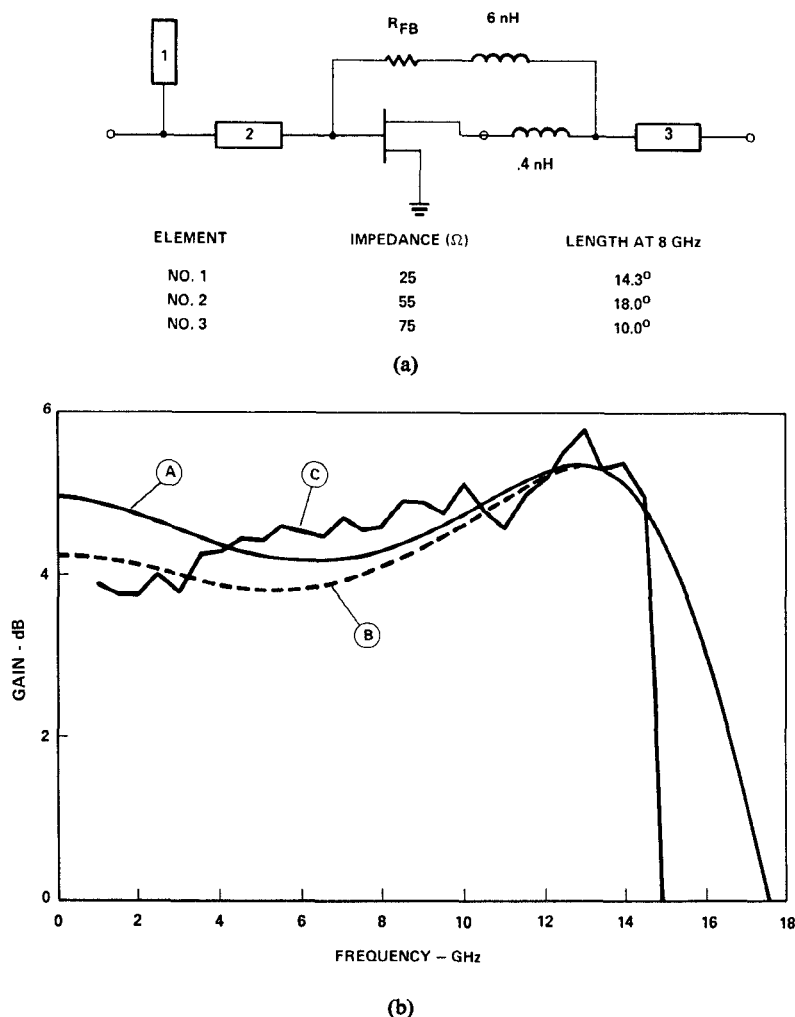 R_FB 6 nH
1
2
3
.4 nH
ELEMENT IMPEDANCE (Ω) LENGTH AT 8 GHz
NO. 1 25 14.3°
NO. 2 55 18.0°
NO. 3 75 10.0°
(a)
6
A
C
4
B
GAIN - dB
2
0
0 2 4 6 8 10 12 14 16 18
FREQUENCY – GHz
(b)